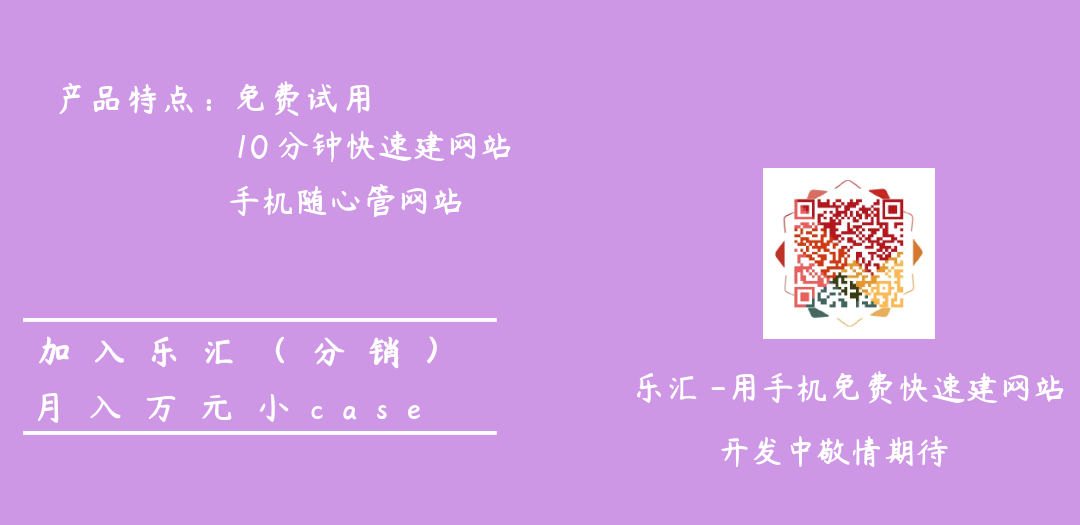 产品特点：免费试用
10分钟快速建网站
手机随心管网站
加入乐汇（分销）
月入万元小case
乐汇-用手机免费快速建网站
开发中敬情期待